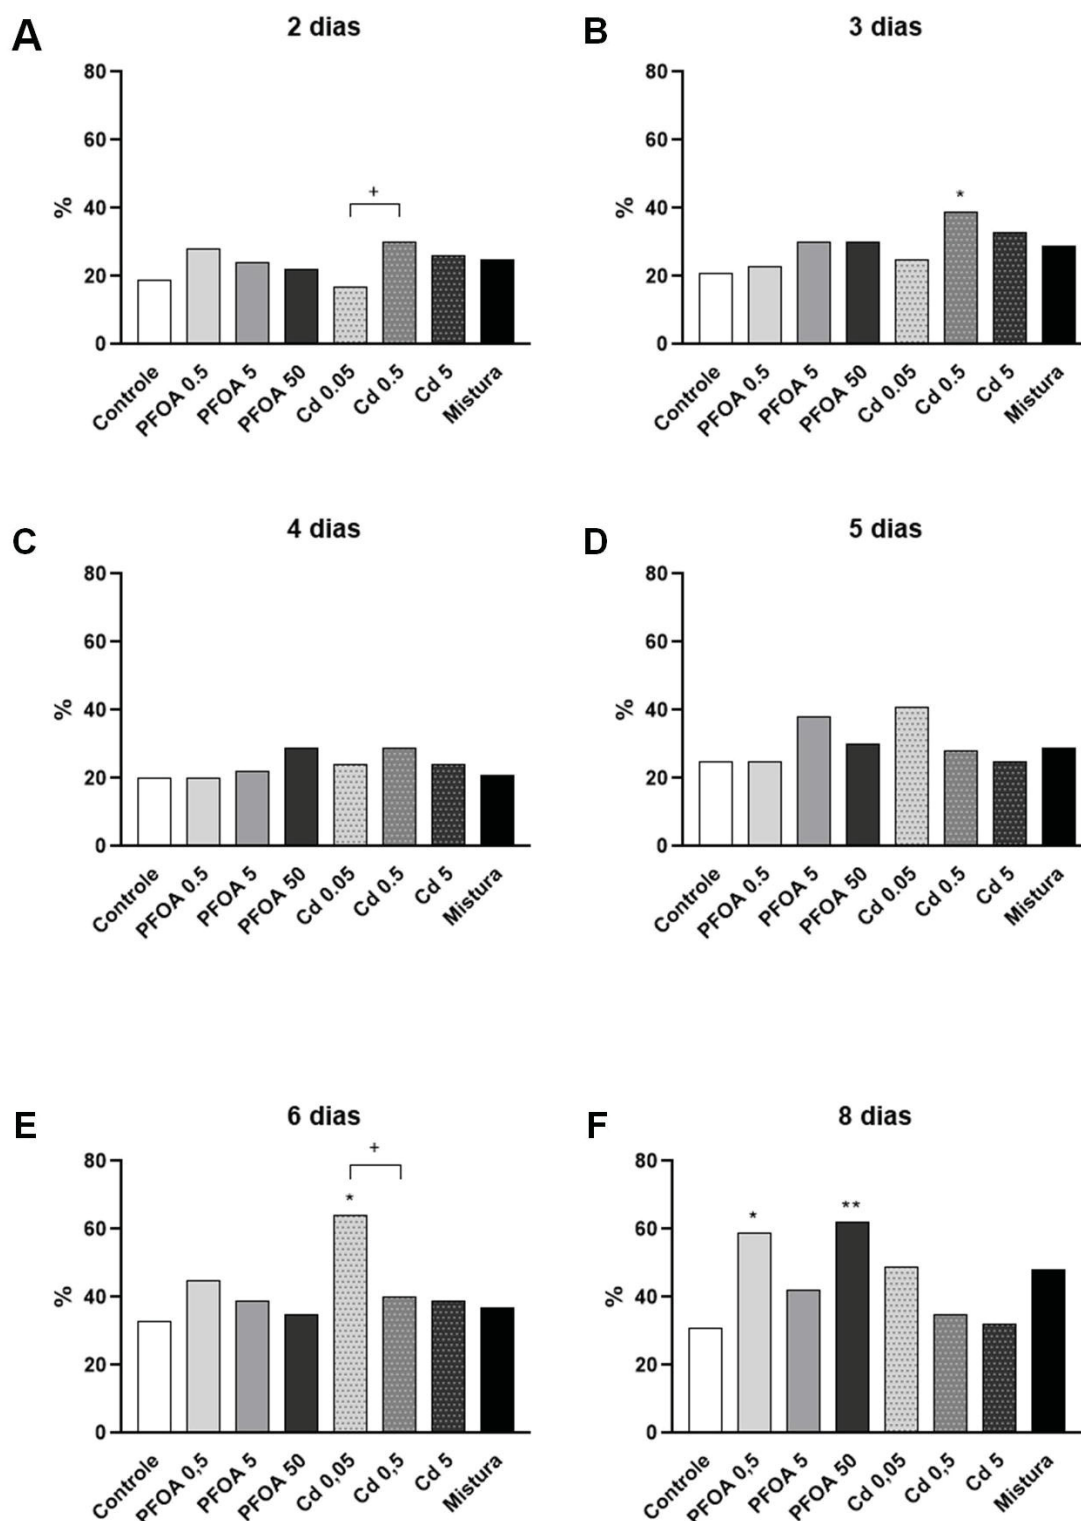 A
2 dias
80
60
40
20
0
%
+
Controle
PFOA 0.5
PFOA 5
PFOA 50
Cd 0.05
Cd 0.5
Cd 5
Mistura
B
3 dias
80
60
40
20
0
%
*
Controle
PFOA 0.5
PFOA 5
PFOA 50
Cd 0.05
Cd 0.5
Cd 5
Mistura
C
4 dias
80
60
40
20
0
%
Controle
PFOA 0.5
PFOA 5
PFOA 50
Cd 0.05
Cd 0.5
Cd 5
Mistura
D
5 dias
80
60
40
20
0
%
Controle
PFOA 0.5
PFOA 5
PFOA 50
Cd 0.05
Cd 0.5
Cd 5
Mistura
E
6 dias
80
60
40
20
0
%
+
*
Controle
PFOA 0,5
PFOA 5
PFOA 50
Cd 0,05
Cd 0,5
Cd 5
Mistura
F
8 dias
80
60
40
20
0
%
*
**
Controle
PFOA 0,5
PFOA 5
PFOA 50
Cd 0,05
Cd 0,5
Cd 5
Mistura